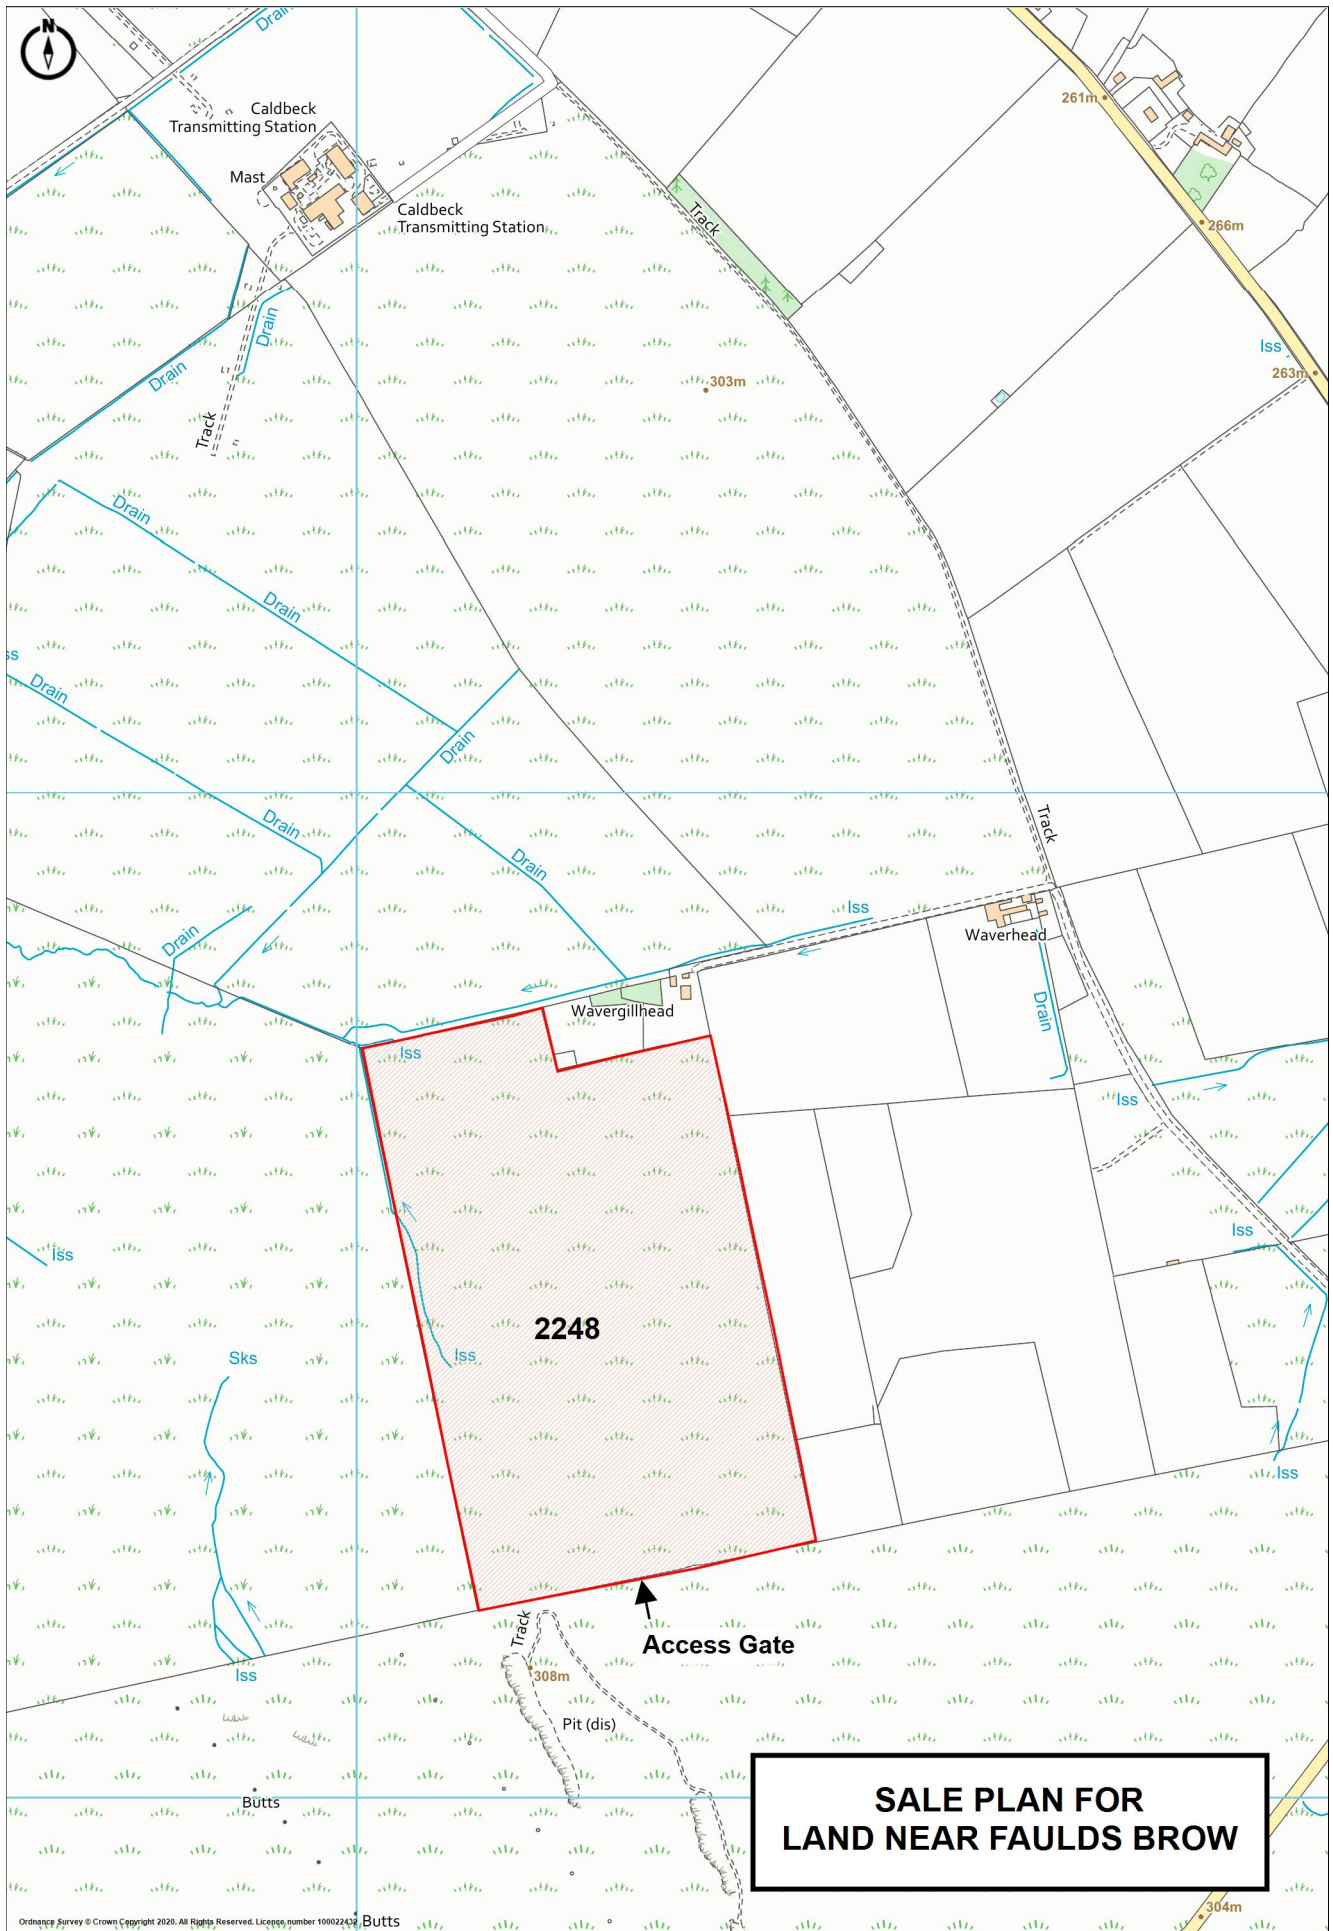 N
Drain
Caldbeck
Transmitting Station
Mast
Caldbeck
Transmitting Station
261m
Track
266m
Iss
263m
Drain
Drain
303m
Track
Drain
Drain
ss
Drain
Drain
Drain
Drain
Track
Iss
Waverhead
Drain
Wavergillhead
Drain
Iss
Iss
Iss
Iss
2248
Iss
Sks
Iss
Track
Access Gate
Iss
308m
Pit (dis)
Butts
SALE PLAN FOR
LAND NEAR FAULDS BROW
304m
Ordnance Survey © Crown Copyright 2020. All Rights Reserved. Licence number 100022432
Butts